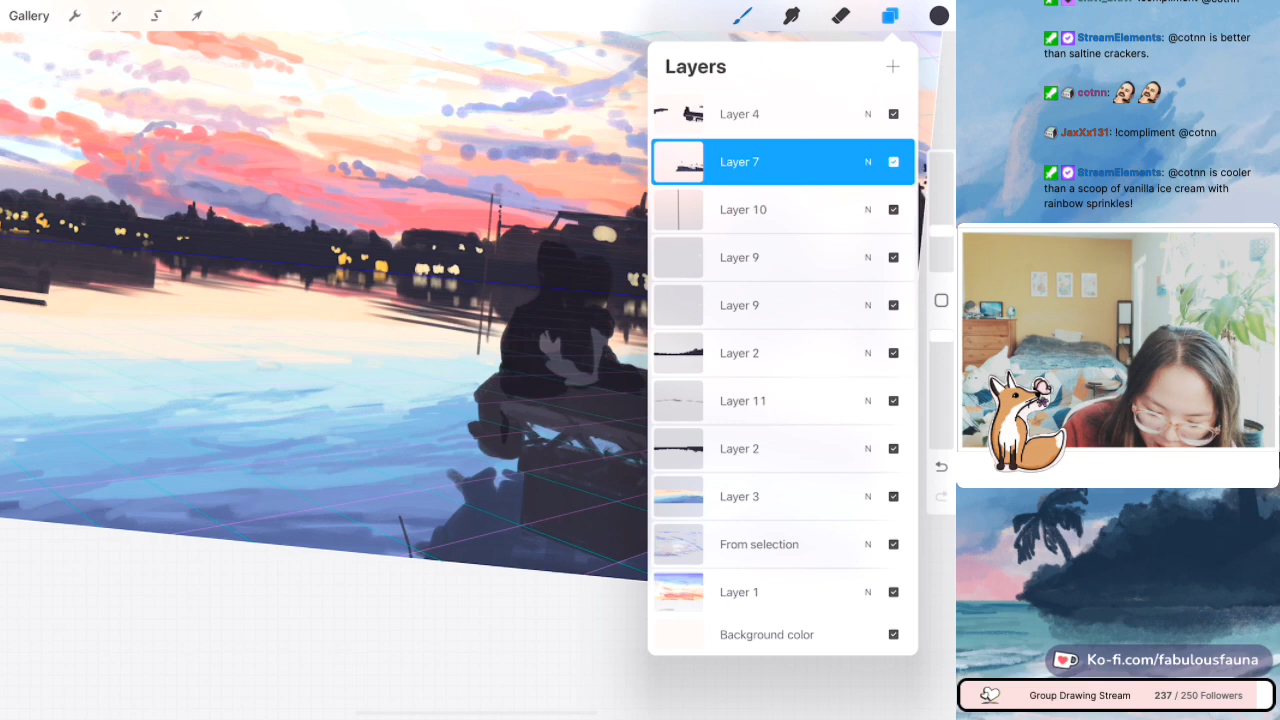 Gallery
Layers
Layer 4 N
Layer 7 N
Layer 10 N
Layer 9 N
Layer 9 N
Layer 2 N
Layer 11 N
Layer 2 N
Layer 3 N
From selection N
Layer 1 N
Background color
StreamElements: @cotnn is better
than saltine crackers.
cotnn:
JaxXx131: !compliment @cotnn
StreamElements: @cotnn is cooler
than a scoop of vanilla ice cream with
rainbow sprinkles!
Ko-fi.com/fabulousfauna
Group Drawing Stream 237 / 250 Followers